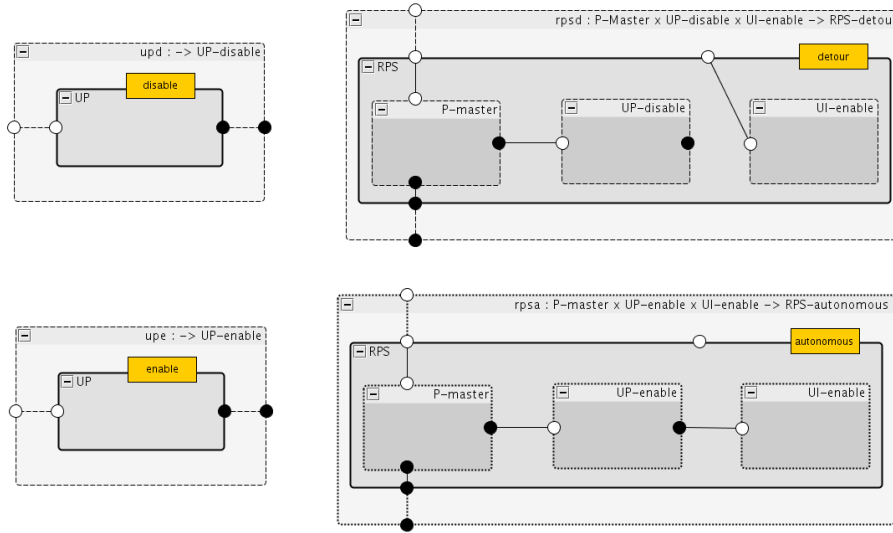 upd : -> UP-disable
disable
UP
rpsd : P-Master x UP-disable x UI-enable -> RPS-detou
detour
RPS
P-master
UP-disable
UI-enable
upe : -> UP-enable
enable
UP
rpsa : P-master x UP-enable x UI-enable -> RPS-autonomous
autonomous
RPS
P-master
UP-enable
UI-enable